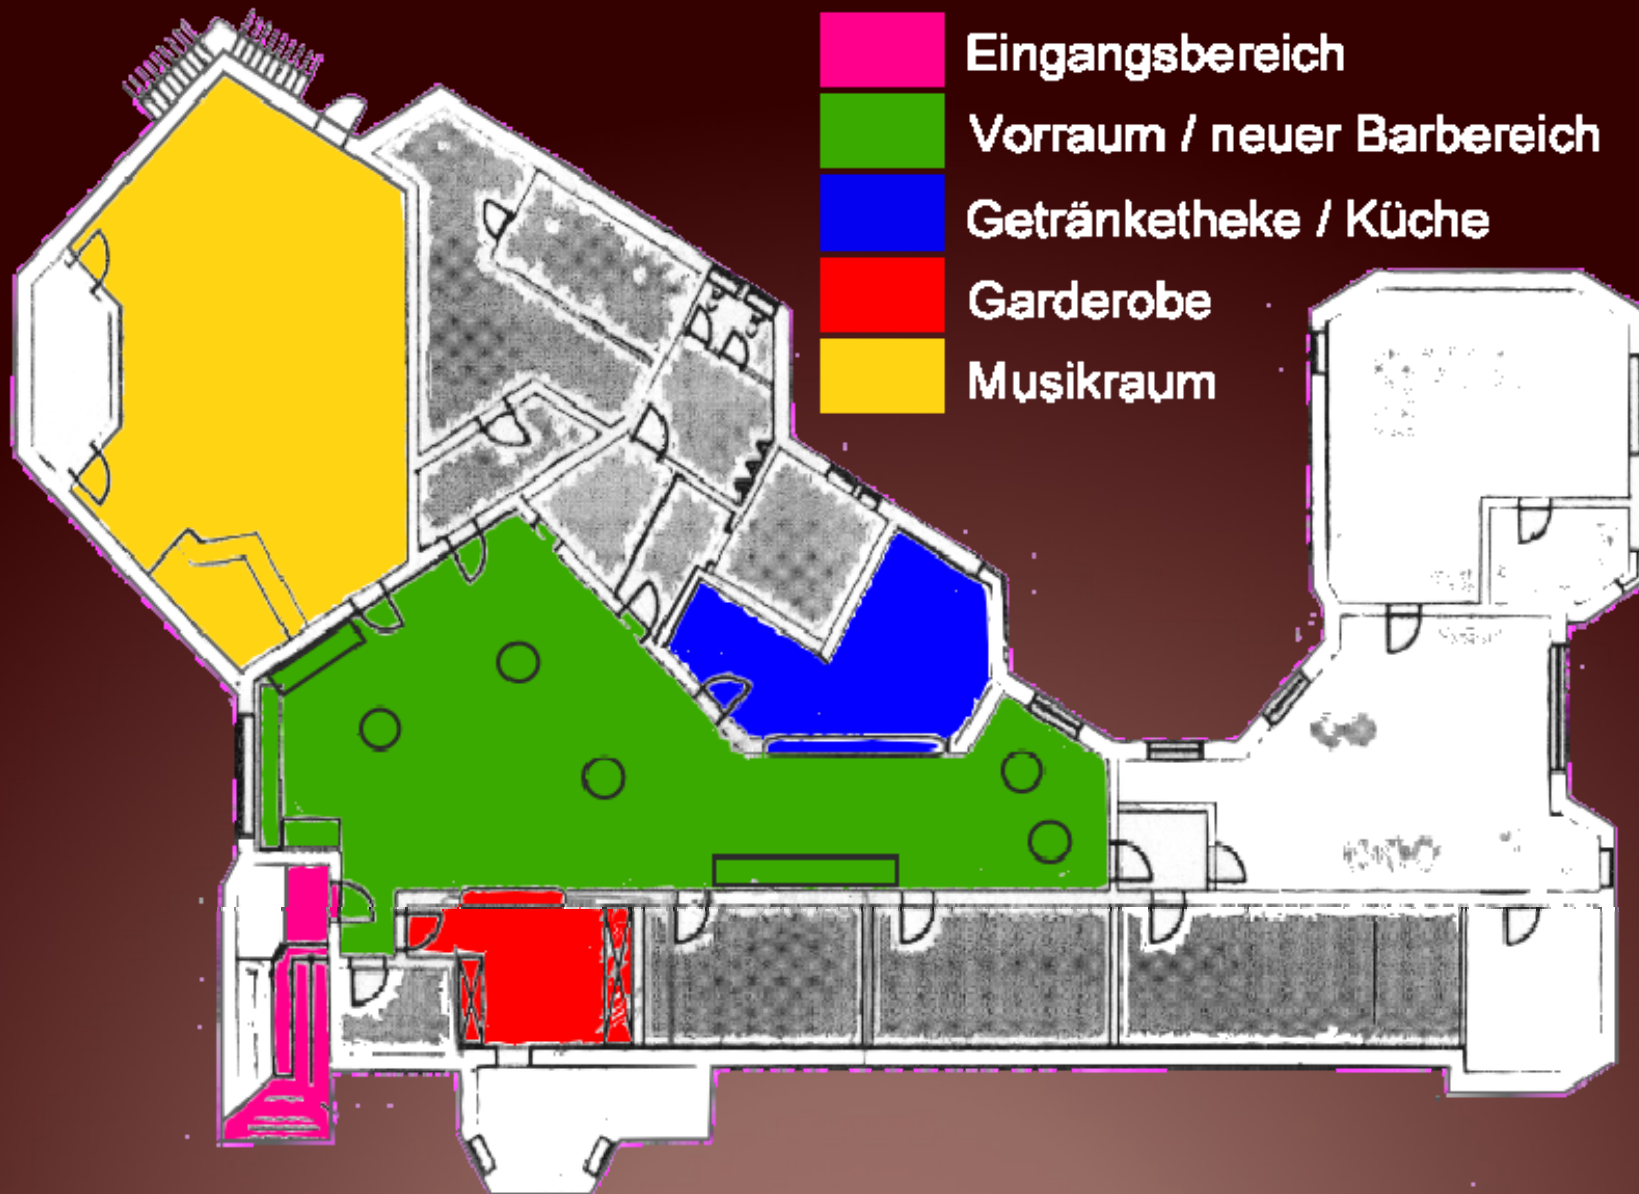 Eingangsbereich
Vorraum / neuer Barbereich
Getränketheke / Küche
Garderobe
Musikraum